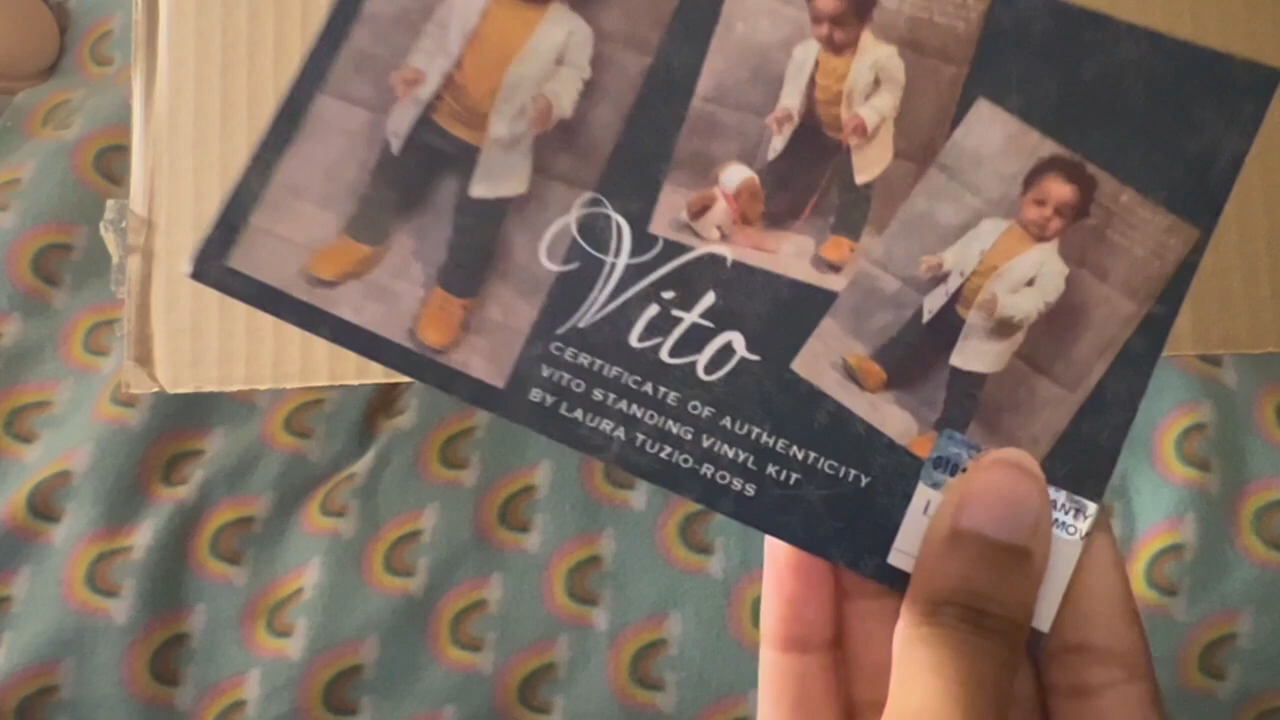 Vito
CERTIFICATE OF AUTHENTICITY
VITO STANDING VINYL KIT
BY LAURA TUZIO-ROSS